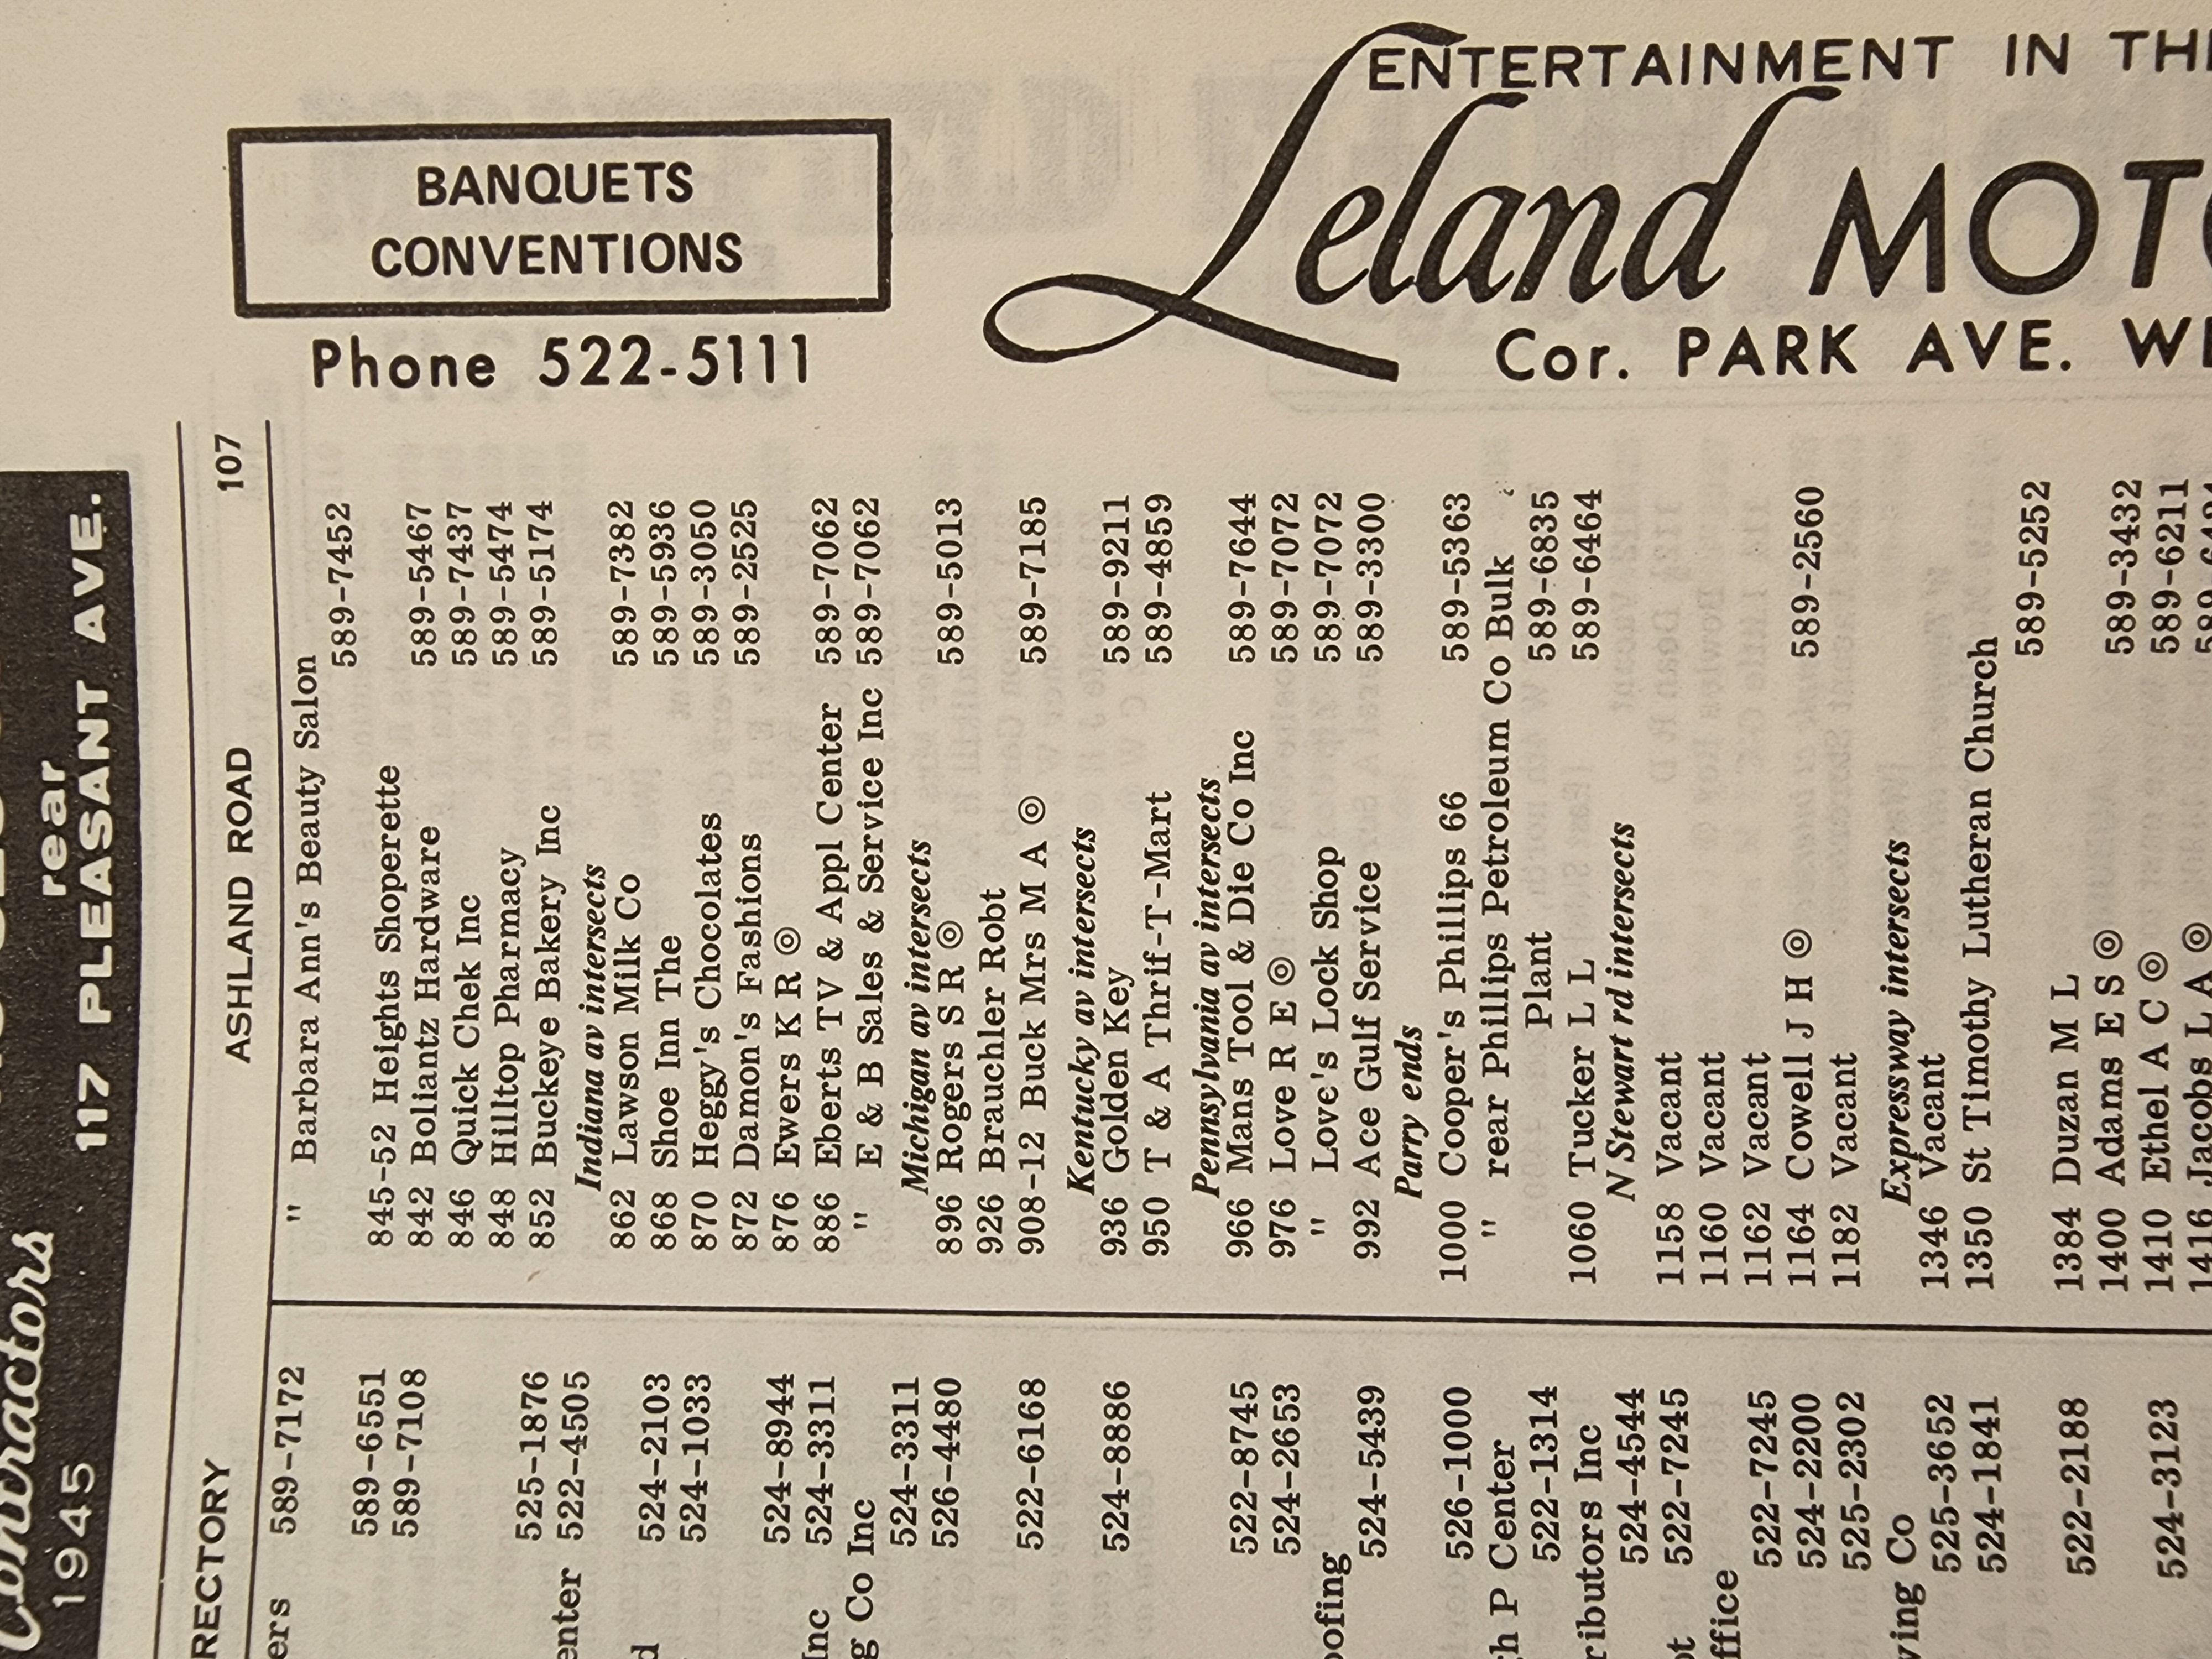 BANQUETS
CONVENTIONS
Phone 522-5111
ENTERTAINMENT IN
Leland
Cor. PARK AVE.
Contractors
1945
rear
117 PLEASANT AVE.
ASHLAND ROAD 107
589-7172
589-6551
589-7108
525-1876
522-4505
524-2103
524-1033
524-8944
Inc 524-3311
Co Inc
524-3311
526-4480
522-6168
524-8886
522-8745
524-2653
524-5439
526-1000
P Center
522-1314
Inc
524-4544
522-7245
522-7245
524-2200
525-2302
Co
525-3652
524-1841
522-2188
524-3123
" Barbara Ann's Beauty Salon
589-7452
845-52 Heights Shoperette
842 Boliantz Hardware 589-5467
846 Quick Chek Inc 589-7437
848 Hilltop Pharmacy 589-5474
852 Buckeye Bakery Inc 589-5174
Indiana av intersects
862 Lawson Milk Co 589-7382
868 Shoe Inn The 589-5936
870 Heggy's Chocolates 589-3050
872 Damon's Fashions 589-2525
876 Ewers K R ◎
886 Eberts TV & Appl Center 589-7062
" E & B Sales & Service Inc 589-7062
Michigan av intersects
896 Rogers S R ◎ 589-5013
926 Brauchler Robt
908-12 Buck Mrs M A ◎ 589-7185
Kentucky av intersects
936 Golden Key 589-9211
950 T & A Thrif-T-Mart 589-4859
Pennsylvania av intersects
966 Mans Tool & Die Co Inc 589-7644
976 Love R E ◎ 589-7072
" Love's Lock Shop 589-7072
992 Ace Gulf Service 589-3300
Parry ends
1000 Cooper's Phillips 66 589-5363
" rear Phillips Petroleum Co Bulk
Plant 589-6835
1060 Tucker L L 589-6464
N Stewart rd intersects
1158 Vacant
1160 Vacant
1162 Vacant
1164 Cowell J H ◎ 589-2560
1182 Vacant
Expressway intersects
1346 Vacant
1350 St Timothy Lutheran Church
589-5252
1384 Duzan M L
1400 Adams E S ◎ 589-3432
1410 Ethel A C ◎ 589-6211
1416 Jacobs L A ◎